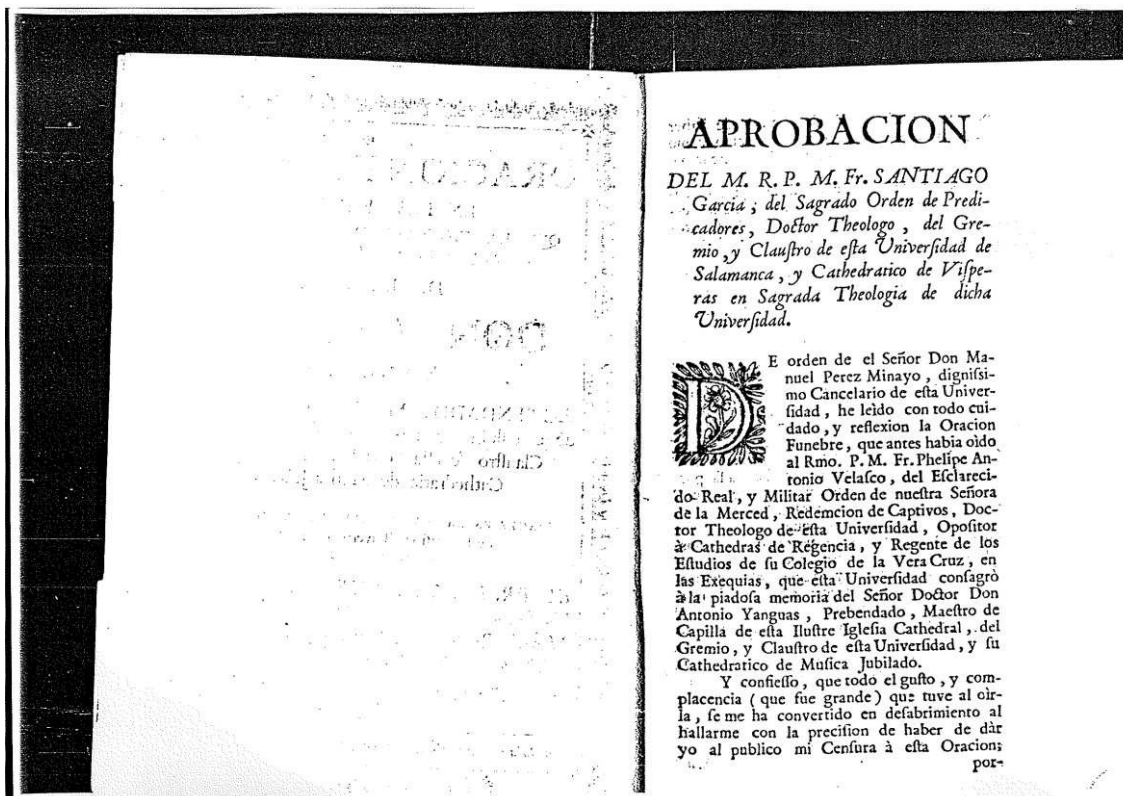 APROBACION
DEL M. R. P. M. Fr. SANTIAGO
Garcia, del Sagrado Orden de Predi-
cadores, Doctor Theologo, del Gre-
mio, y Clauſtro de eſta Univerſidad de
Salamanca, y Cathedratico de Viſpe-
ras en Sagrada Theologia de dicha
Univerſidad.
DE orden de el Señor Don Ma-
nuel Perez Minayo, digniſsi-
mo Cancelario de eſta Univer-
ſidad, he leìdo con todo cui-
dado, y reflexion la Oracion
Funebre, que antes habia oìdo
al Rmo. P. M. Fr. Phelipe An-
tonio Velaſco, del Eſclareci-
do Real, y Militar Orden de nueſtra Señora
de la Merced, Redemcion de Captivos, Doc-
tor Theologo de eſta Univerſidad, Opoſitor
à Cathedras de Regencia, y Regente de los
Eſtudios de ſu Colegio de la Vera Cruz, en
las Exequias, que eſta Univerſidad conſagrò
à la piadoſa memoria del Señor Doctor Don
Antonio Yanguas, Prebendado, Maeſtro de
Capilla de eſta Iluſtre Igleſia Cathedral, del
Gremio, y Clauſtro de eſta Univerſidad, y ſu
Cathedratico de Muſica Jubilado.
Y confieſſo, que todo el guſto, y com-
placencia (que fue grande) que tuve al oìr-
la, ſe me ha convertido en deſabrimiento al
hallarme con la preciſion de haber de dàr
yo al publico mi Cenſura à eſta Oracion;
por-